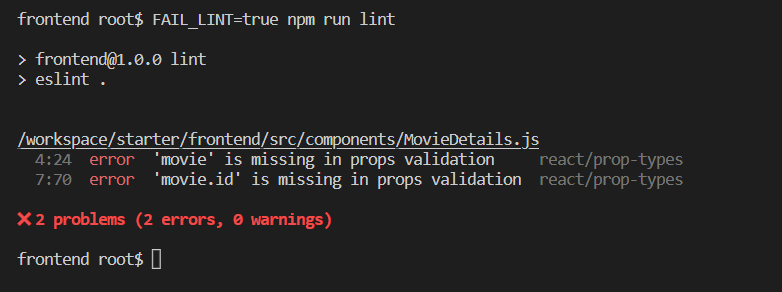 frontend root$ FAIL_LINT=true npm run lint
> frontend@1.0.0 lint
> eslint .
/workspace/starter/frontend/src/components/MovieDetails.js
4:24 error 'movie' is missing in props validation react/prop-types
7:70 error 'movie.id' is missing in props validation react/prop-types
❌ 2 problems (2 errors, 0 warnings)
frontend root$